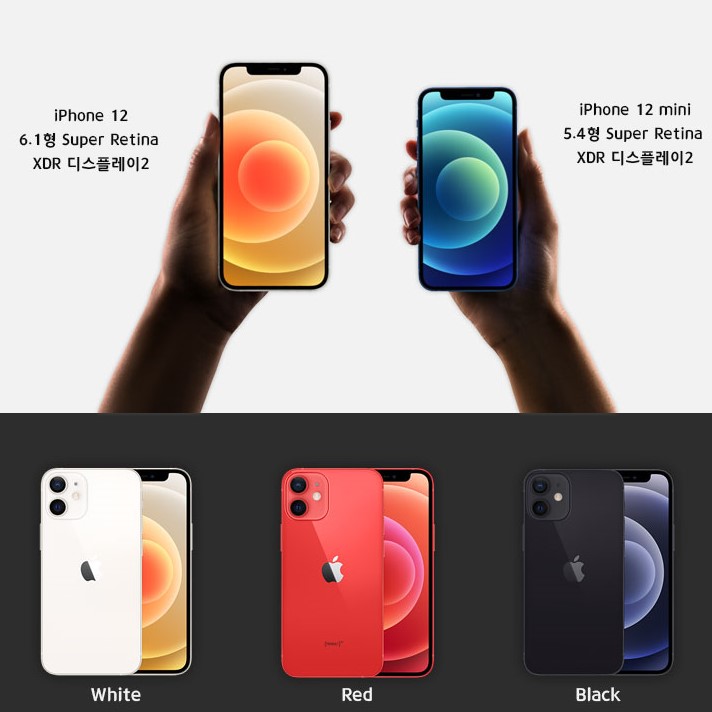 iPhone 12
6.1형 Super Retina
XDR 디스플레이2
iPhone 12 mini
5.4형 Super Retina
XDR 디스플레이2
White
Red
Black